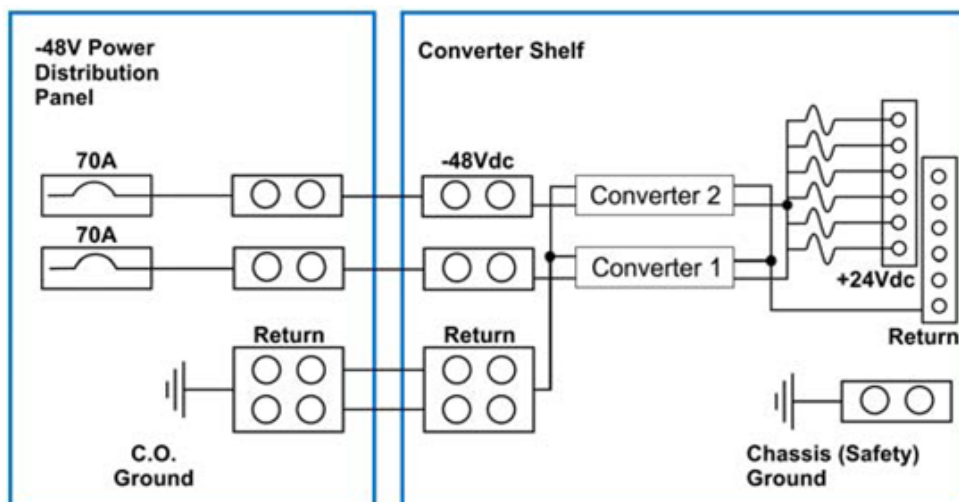 -48V Power
Distribution
Panel
Converter Shelf
70A
-48Vdc
Converter 2
70A
Converter 1
+24Vdc
Return
Return
Return
C.O.
Ground
Chassis (Safety)
Ground